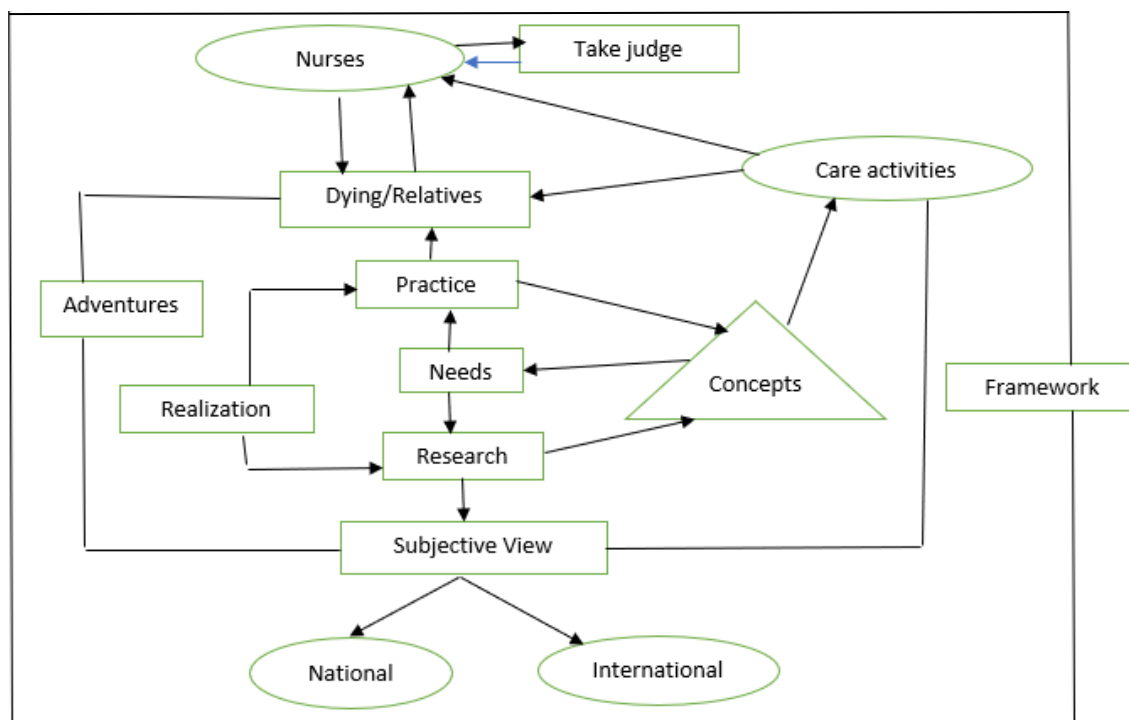 Nurses
Take judge
Care activities
Dying/Relatives
Practice
Adventures
Needs
Concepts
Framework
Realization
Research
Subjective View
National
International